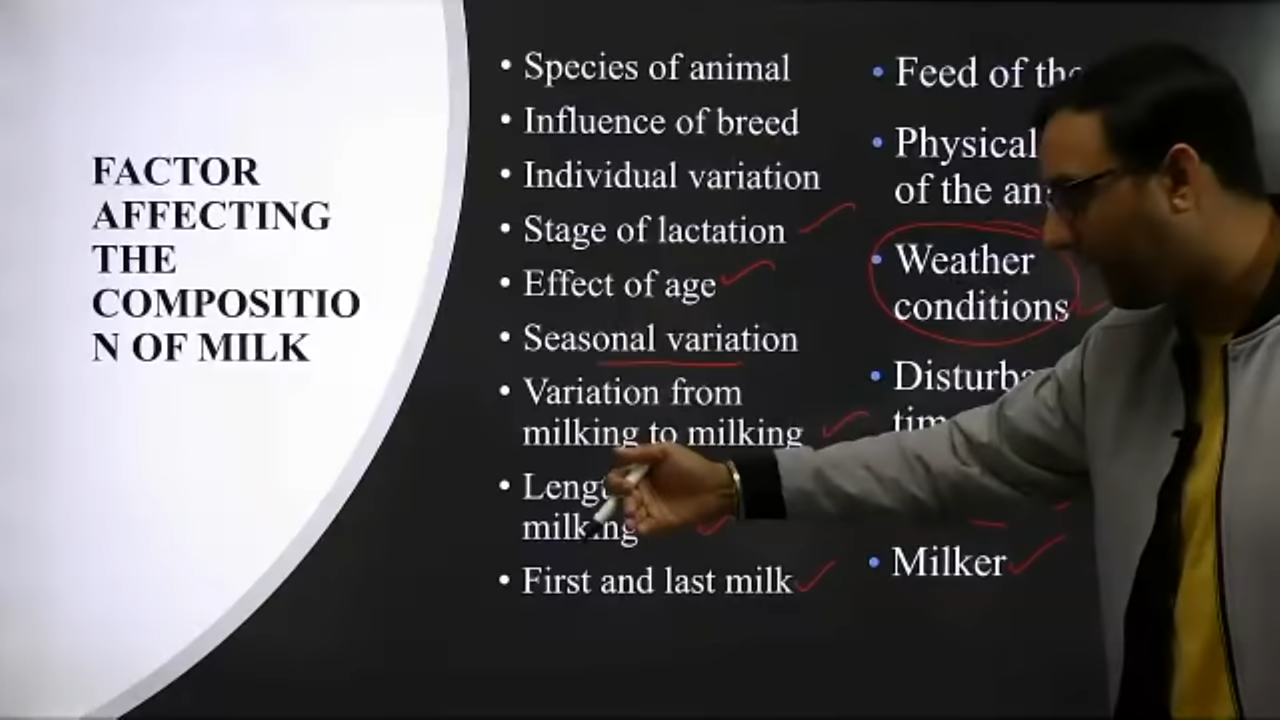 FACTOR
AFFECTING
THE
COMPOSITIO
N OF MILK
• Species of animal
• Influence of breed
• Individual variation
• Stage of lactation
• Effect of age
• Seasonal variation
• Variation from
milking to milking
•
milking
• First and last milk
• Feed of the
• Physical
of the
• Weather
conditions
•
• Milker